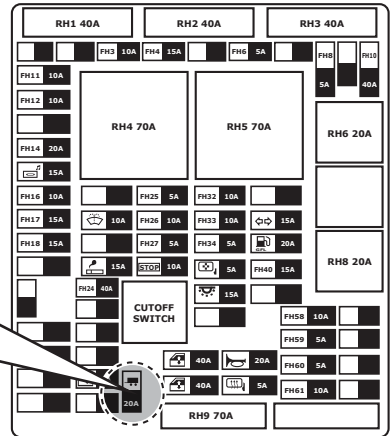 RH1 40A RH2 40A RH3 40A
FH3 10A FH4 15A FH6 5A FH8 5A FH10 40A
FH11 10A
FH12 10A
RH4 70A RH5 70A RH6 20A
FH14 20A
15A
FH16 10A FH25 5A FH32 10A
FH17 15A 10A FH26 10A FH33 10A 15A
FH18 15A FH27 5A FH34 5A G/FL 20A RH8 20A
15A STOP 10A 5A FH40 15A
FH24 40A 15A
CUTOFF
SWITCH
FH58 10A
FH59 5A
40A 20A FH60 5A
20A 40A 5A FH61 10A
RH9 70A